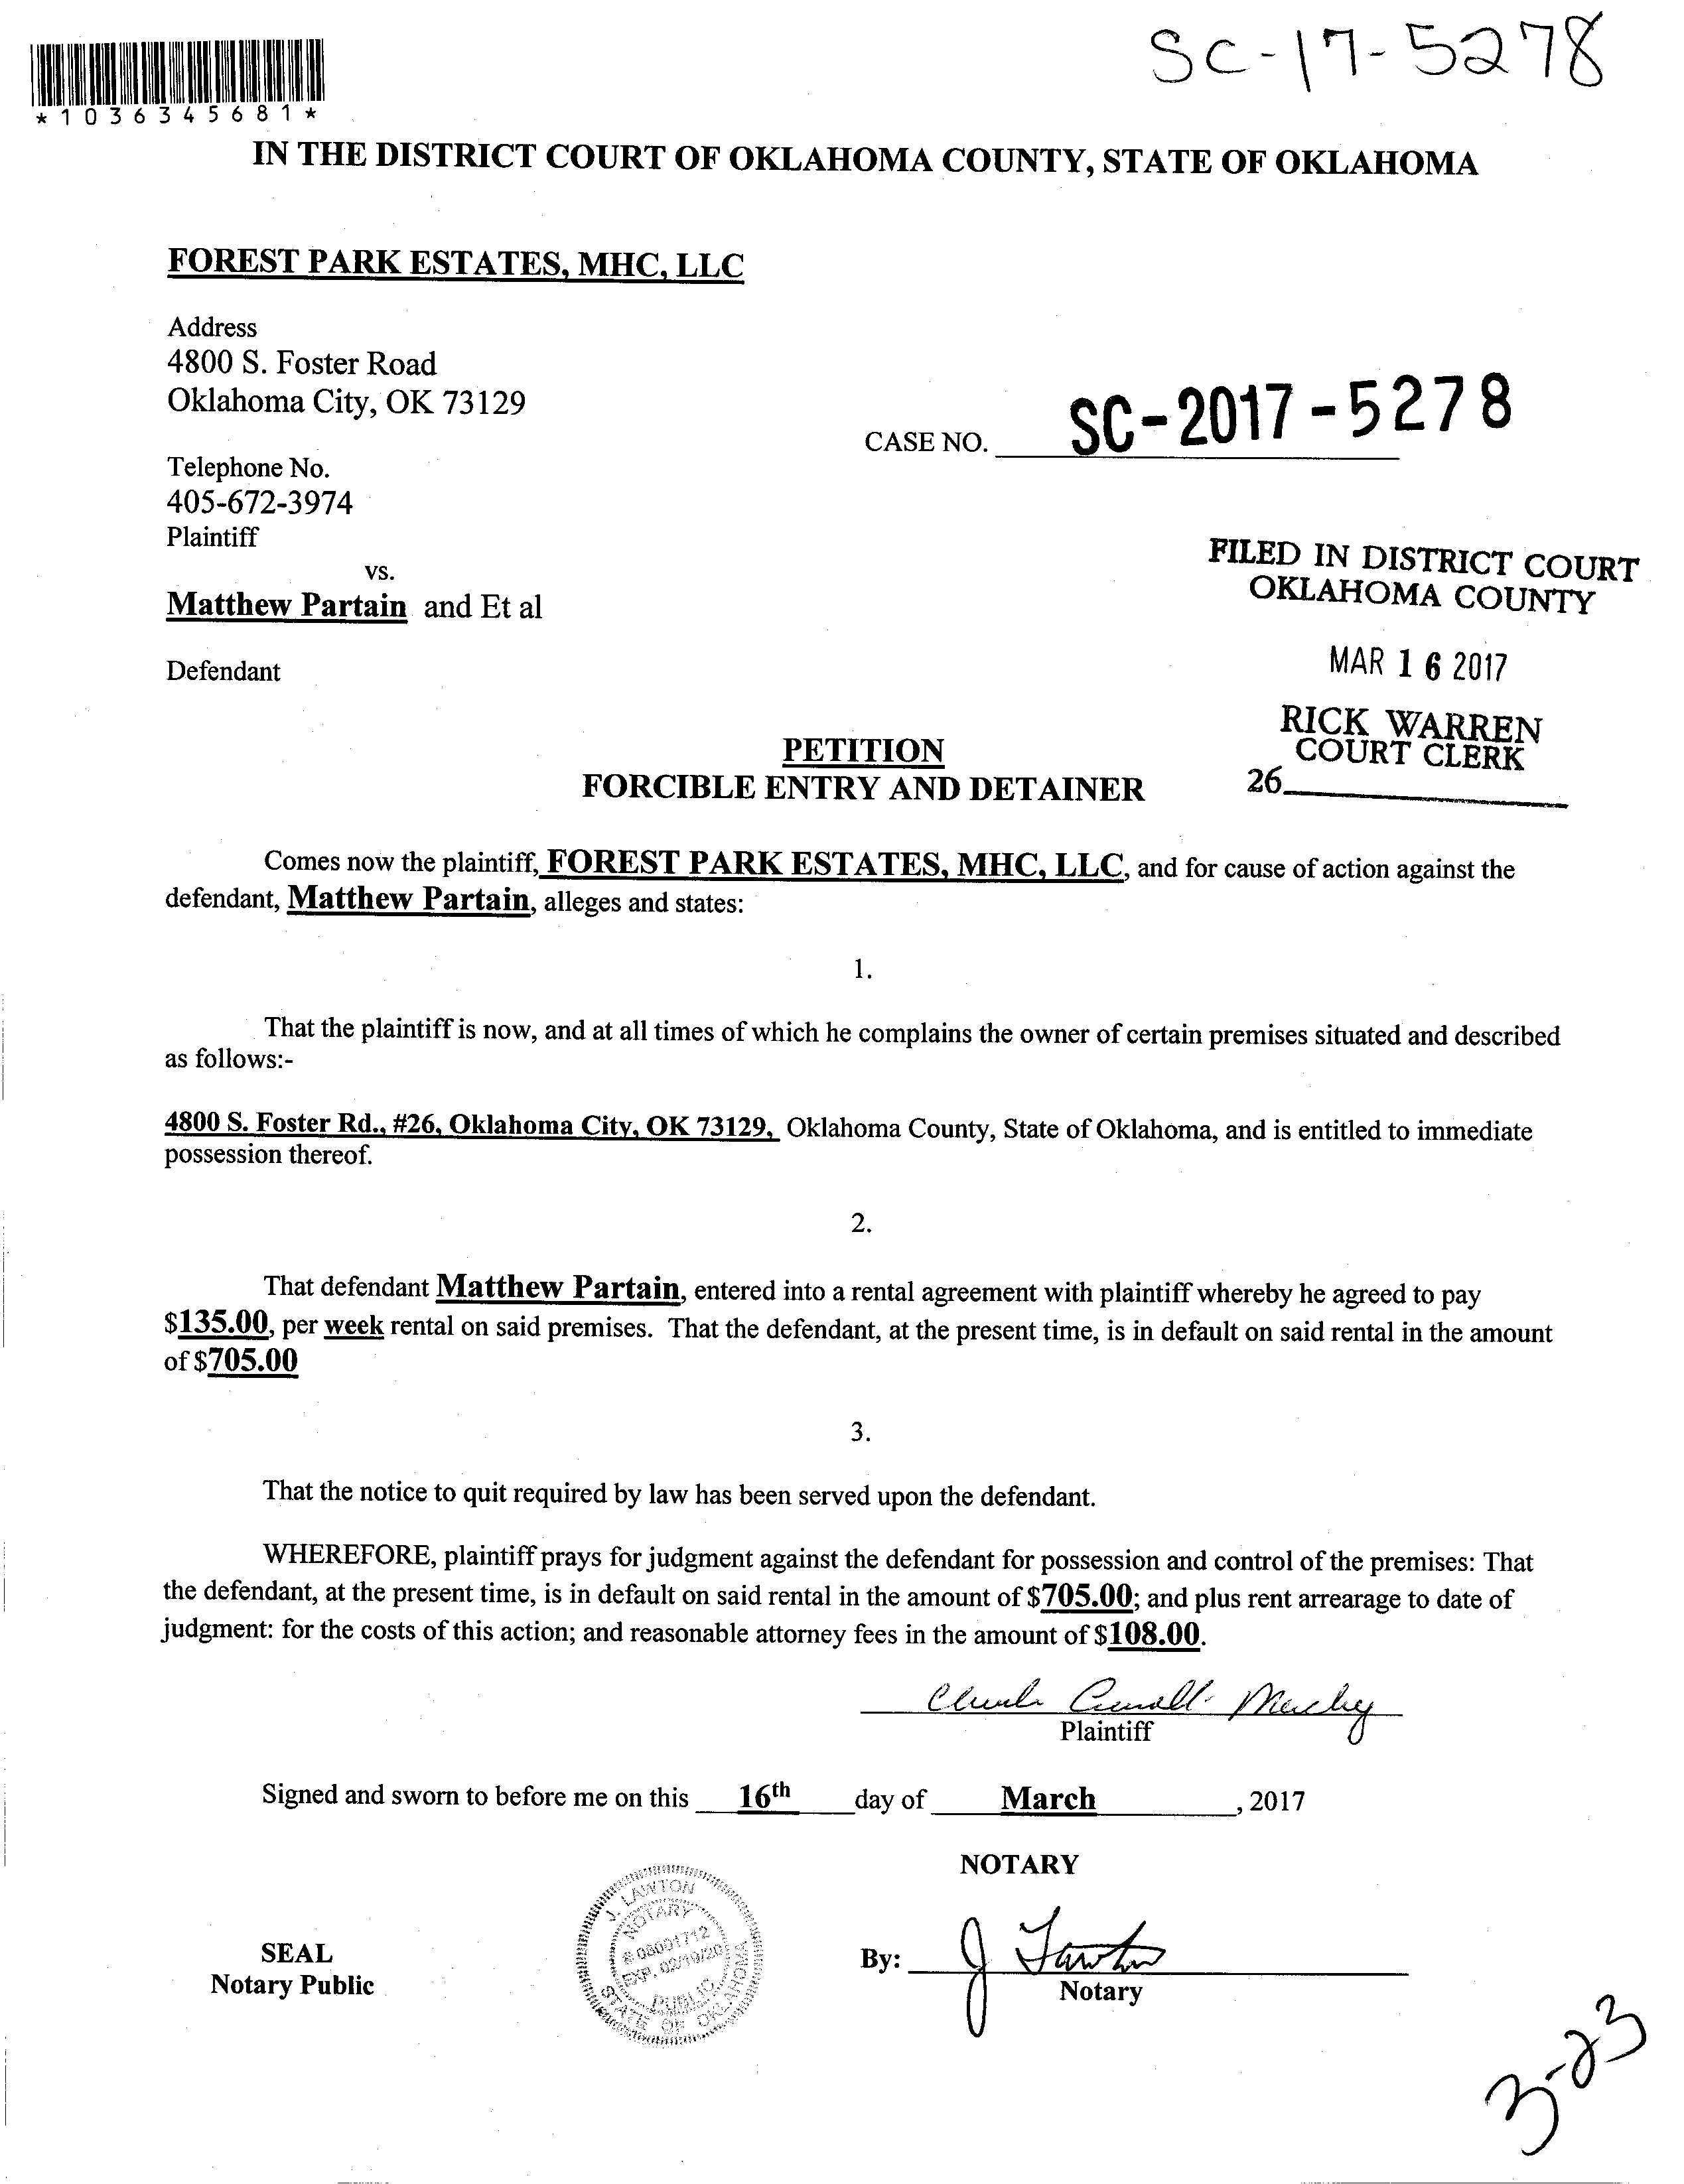 SC-17-5278
*1036345681*
IN THE DISTRICT COURT OF OKLAHOMA COUNTY, STATE OF OKLAHOMA
FOREST PARK ESTATES, MHC, LLC
Address
4800 S. Foster Road
Oklahoma City, OK 73129
CASE NO. SC-2017-5278
Telephone No.
405-672-3974
Plaintiff
vs.
Matthew Partain and Et al
Defendant
FILED IN DISTRICT COURT
OKLAHOMA COUNTY
MAR 16 2017
RICK WARREN
COURT CLERK
26
PETITION
FORCIBLE ENTRY AND DETAINER
Comes now the plaintiff, FOREST PARK ESTATES, MHC, LLC, and for cause of action against the
defendant, Matthew Partain, alleges and states:
1.
That the plaintiff is now, and at all times of which he complains the owner of certain premises situated and described
as follows:-
4800 S. Foster Rd., #26, Oklahoma City, OK 73129, Oklahoma County, State of Oklahoma, and is entitled to immediate
possession thereof.
2.
That defendant Matthew Partain, entered into a rental agreement with plaintiff whereby he agreed to pay
$135.00, per week rental on said premises. That the defendant, at the present time, is in default on said rental in the amount
of $705.00
3.
That the notice to quit required by law has been served upon the defendant.
WHEREFORE, plaintiff prays for judgment against the defendant for possession and control of the premises: That
the defendant, at the present time, is in default on said rental in the amount of $705.00; and plus rent arrearage to date of
judgment: for the costs of this action; and reasonable attorney fees in the amount of $108.00.
Plaintiff
Signed and sworn to before me on this 16th day of March, 2017
NOTARY
J. LAWTON
NOTARY
# 08001712
EXP. 02/19/20
PUBLIC
STATE OF OKLAHOMA
SEAL
Notary Public
By: J Lawton
Notary
3-23